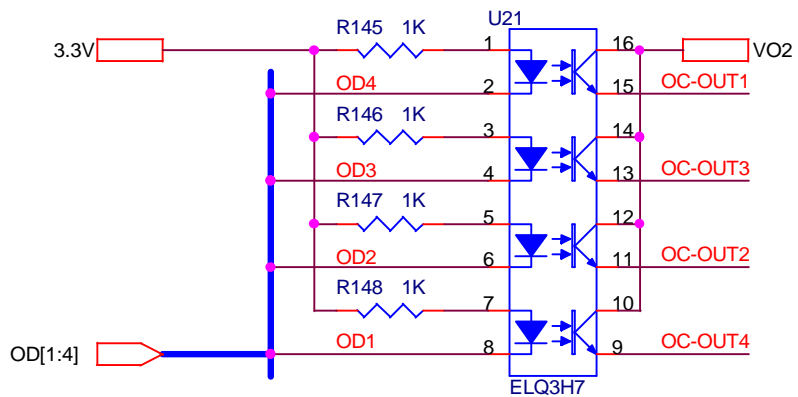 U21
R145 1K
3.3V
1
16
VO2
OD4
2
15
OC-OUT1
R146 1K
3
14
OD3
4
13
OC-OUT3
R147 1K
5
12
OD2
6
11
OC-OUT2
R148 1K
7
10
OD[1:4]
OD1
8
9
OC-OUT4
ELQ3H7